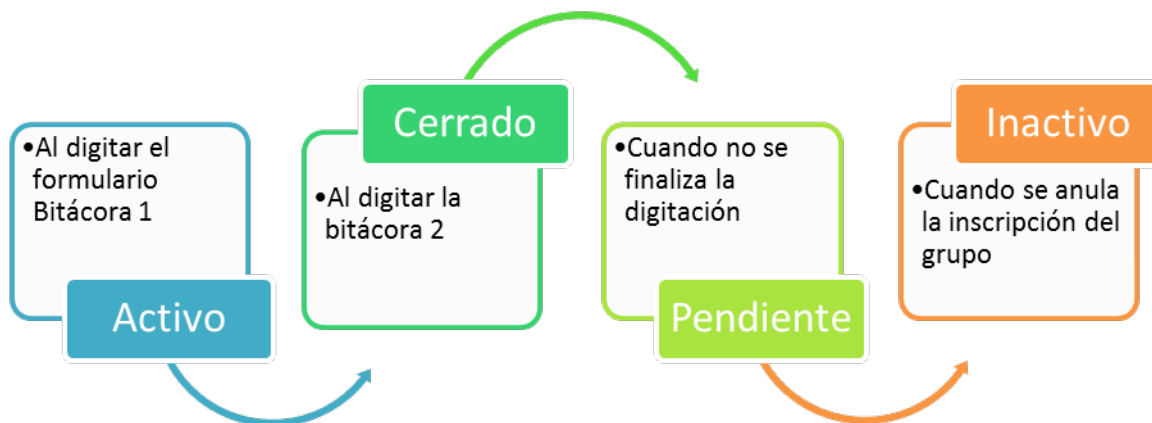 •Al digitar el
formulario
Bitácora 1
Activo
Cerrado
•Al digitar la
bitácora 2
•Cuando no se
finaliza la
digitación
Pendiente
Inactivo
•Cuando se anula
la inscripción del
grupo